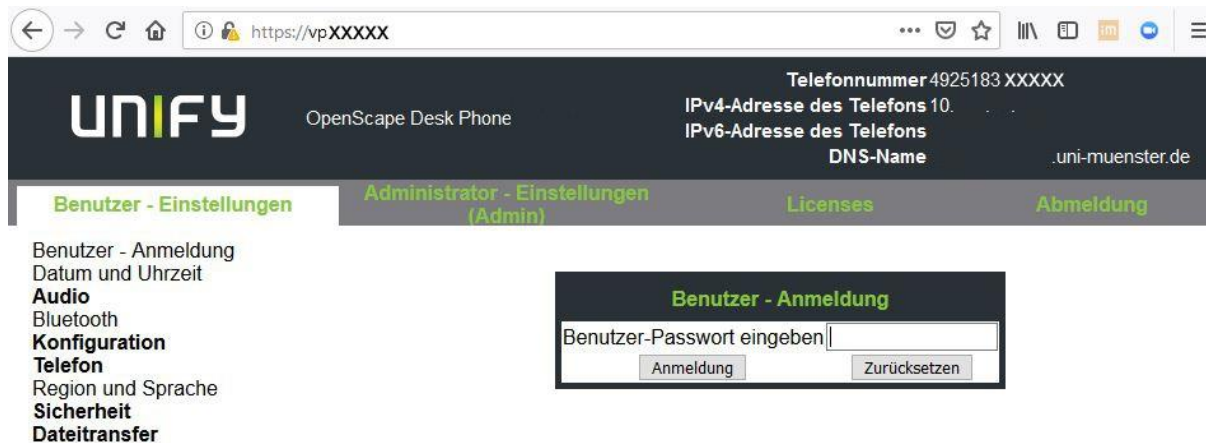 https://vpXXXXX
UNIFY
OpenScape Desk Phone
Telefonnummer 4925183 XXXXX
IPv4-Adresse des Telefons 10. . .
IPv6-Adresse des Telefons
DNS-Name .uni-muenster.de
Benutzer - Einstellungen
Administrator - Einstellungen
(Admin)
Licenses
Abmeldung
Benutzer - Anmeldung
Datum und Uhrzeit
Audio
Bluetooth
Konfiguration
Telefon
Region und Sprache
Sicherheit
Dateitransfer
Benutzer - Anmeldung
Benutzer-Passwort eingeben
Anmeldung
Zurücksetzen